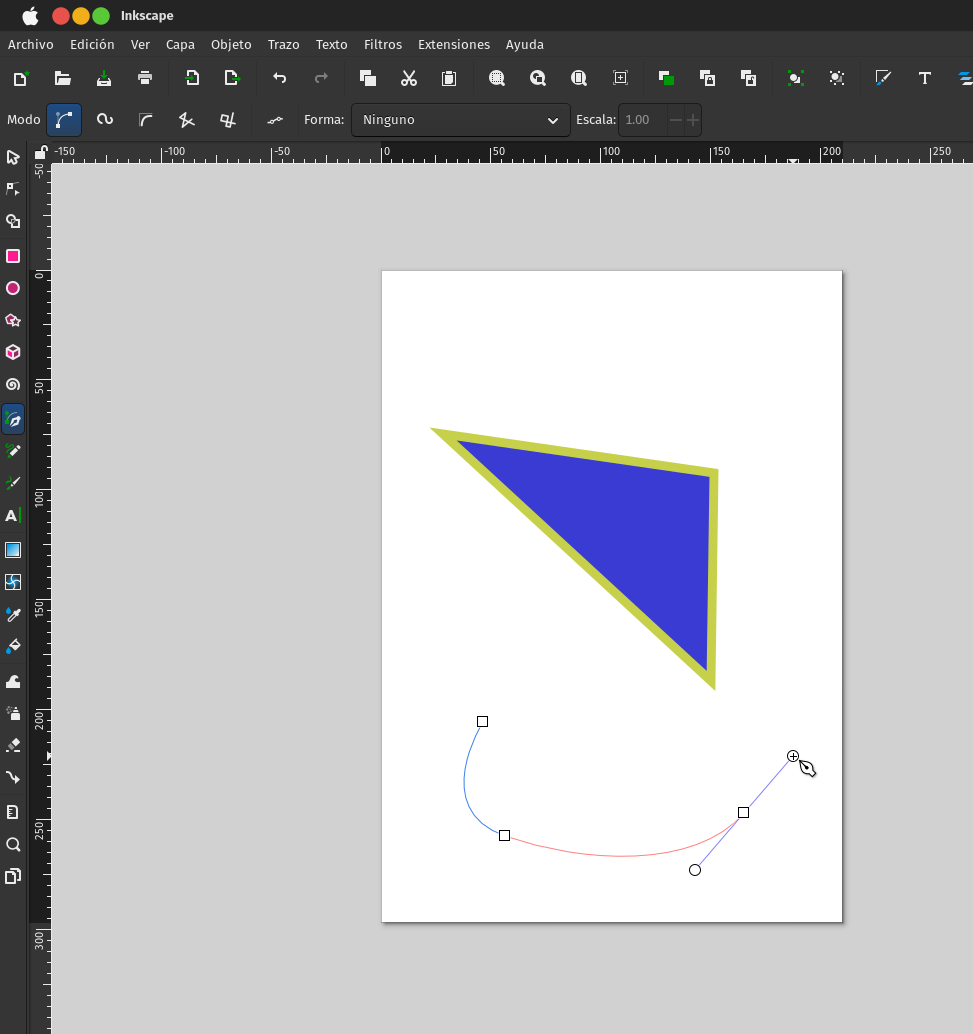 Inkscape
Archivo Edición Ver Capa Objeto Trazo Texto Filtros Extensiones Ayuda
Modo Forma: Ninguno Escala: 1.00
-150 -100 -50 0 50 100 150 200 250
-50
0
50
100
150
200
250
300